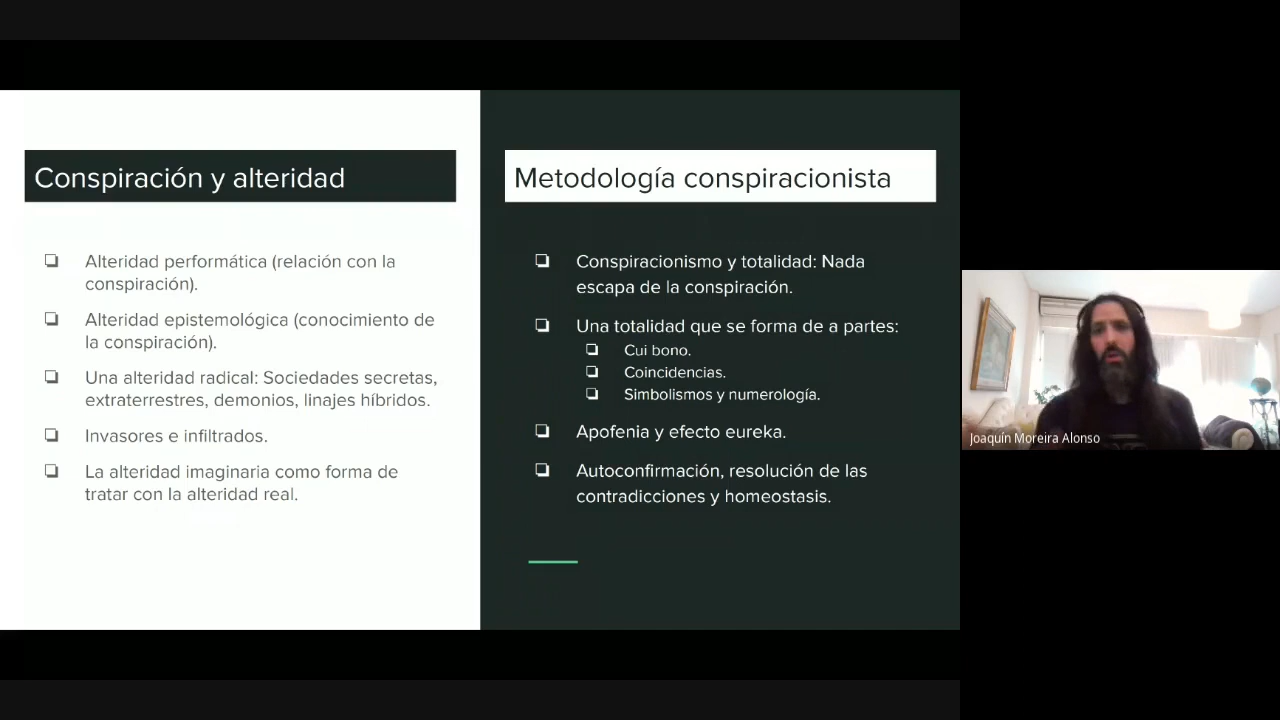 Conspiración y alteridad
Alteridad performática (relación con la
conspiración).
Alteridad epistemológica (conocimiento de
la conspiración).
Una alteridad radical: Sociedades secretas,
extraterrestres, demonios, linajes híbridos.
Invasores e infiltrados.
La alteridad imaginaria como forma de
tratar con la alteridad real.
Metodología conspiracionista
Conspiracionismo y totalidad: Nada
escapa de la conspiración.
Una totalidad que se forma de a partes:
Cui bono.
Coincidencias.
Simbolismos y numerología.
Apofenia y efecto eureka.
Autoconfirmación, resolución de las
contradicciones y homeostasis.
Joaquín Moreira Alonso